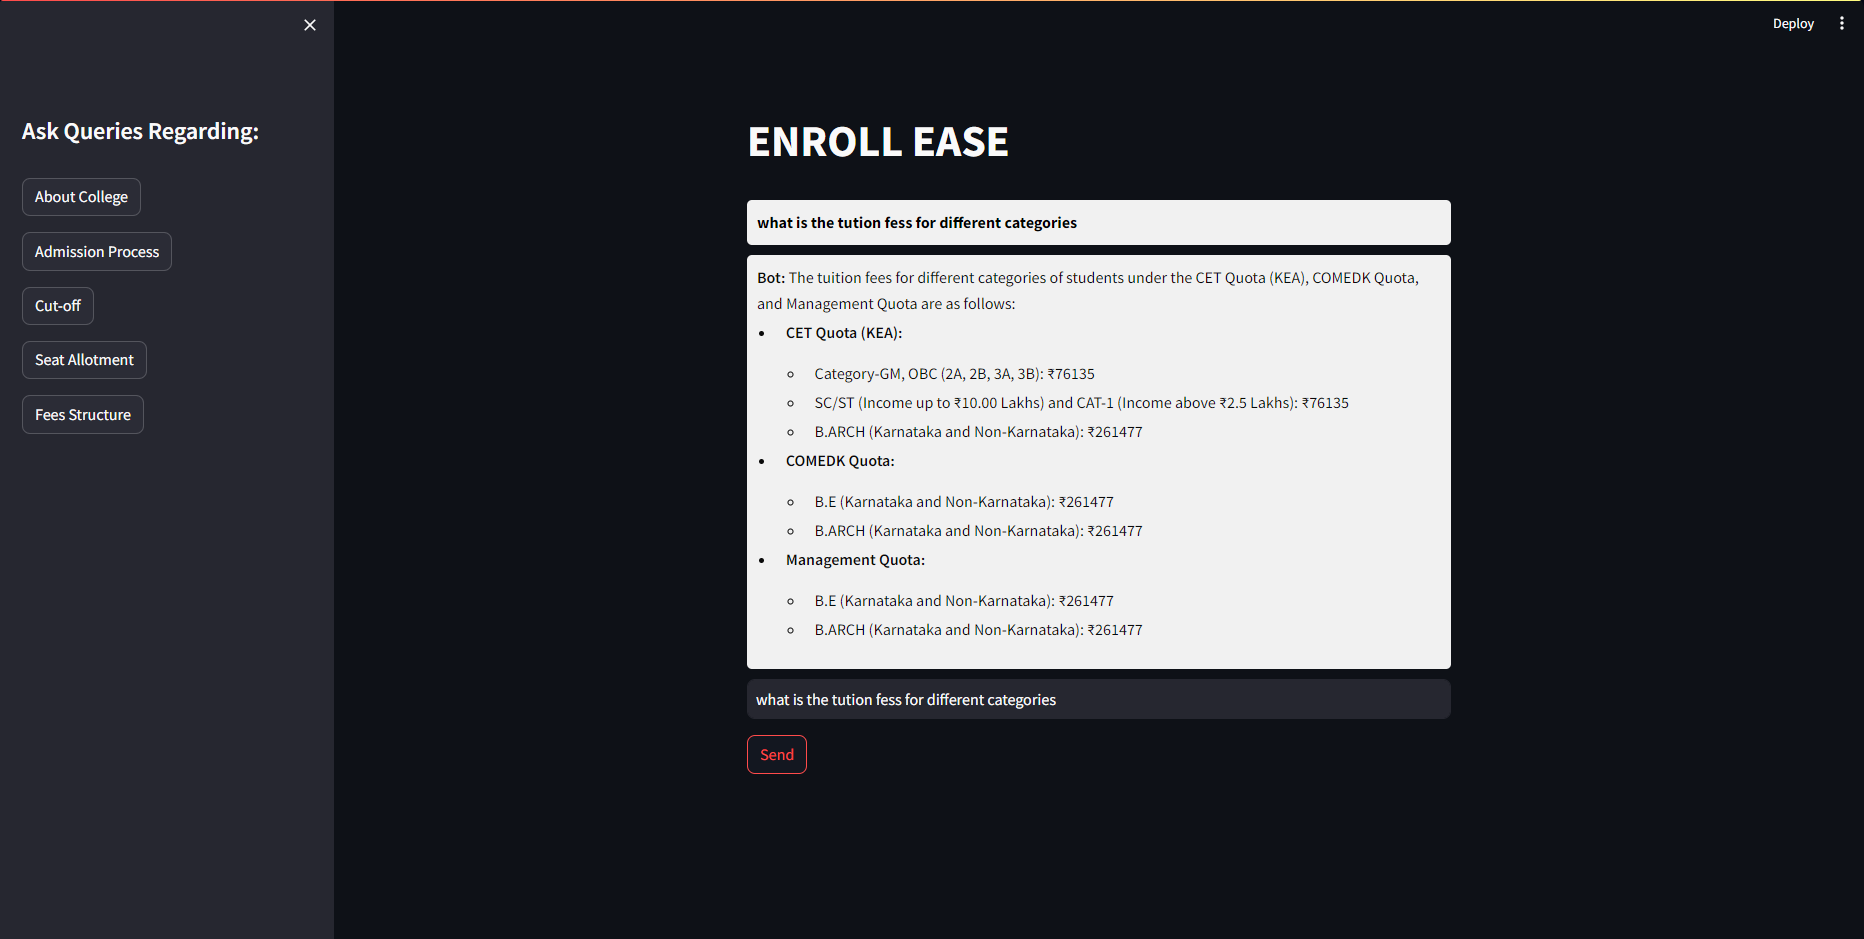 Deploy
Ask Queries Regarding:
About College
Admission Process
Cut-off
Seat Allotment
Fees Structure
ENROLL EASE
what is the tution fess for different categories
Bot: The tuition fees for different categories of students under the CET Quota (KEA), COMEDK Quota,
and Management Quota are as follows:
• CET Quota (KEA):
◦ Category-GM, OBC (2A, 2B, 3A, 3B): ₹76135
◦ SC/ST (Income up to ₹10.00 Lakhs) and CAT-1 (Income above ₹2.5 Lakhs): ₹76135
◦ B.ARCH (Karnataka and Non-Karnataka): ₹261477
• COMEDK Quota:
◦ B.E (Karnataka and Non-Karnataka): ₹261477
◦ B.ARCH (Karnataka and Non-Karnataka): ₹261477
• Management Quota:
◦ B.E (Karnataka and Non-Karnataka): ₹261477
◦ B.ARCH (Karnataka and Non-Karnataka): ₹261477
what is the tution fess for different categories
Send